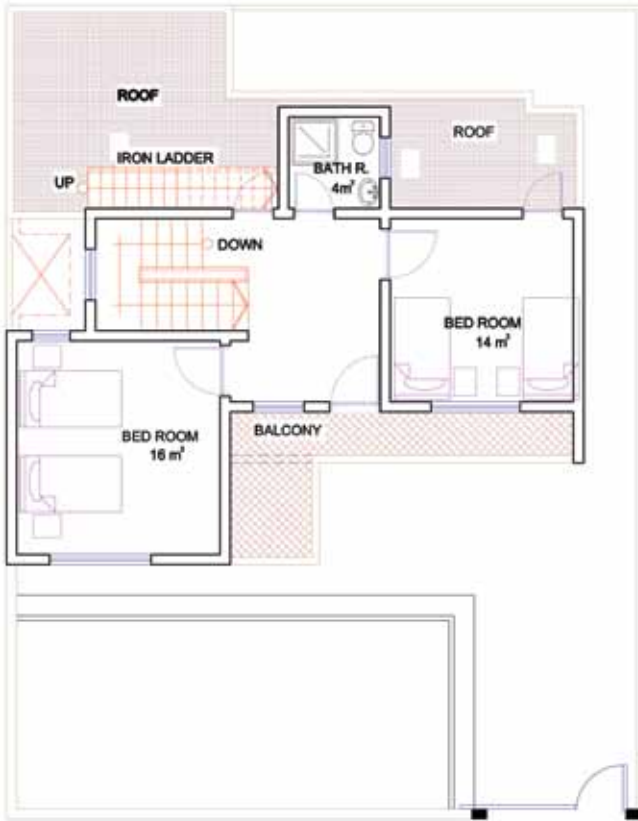 ROOF
ROOF
IRON LADDER
UP
BATH R.
4m²
DOWN
BED ROOM
14 m²
BED ROOM
16 m²
BALCONY